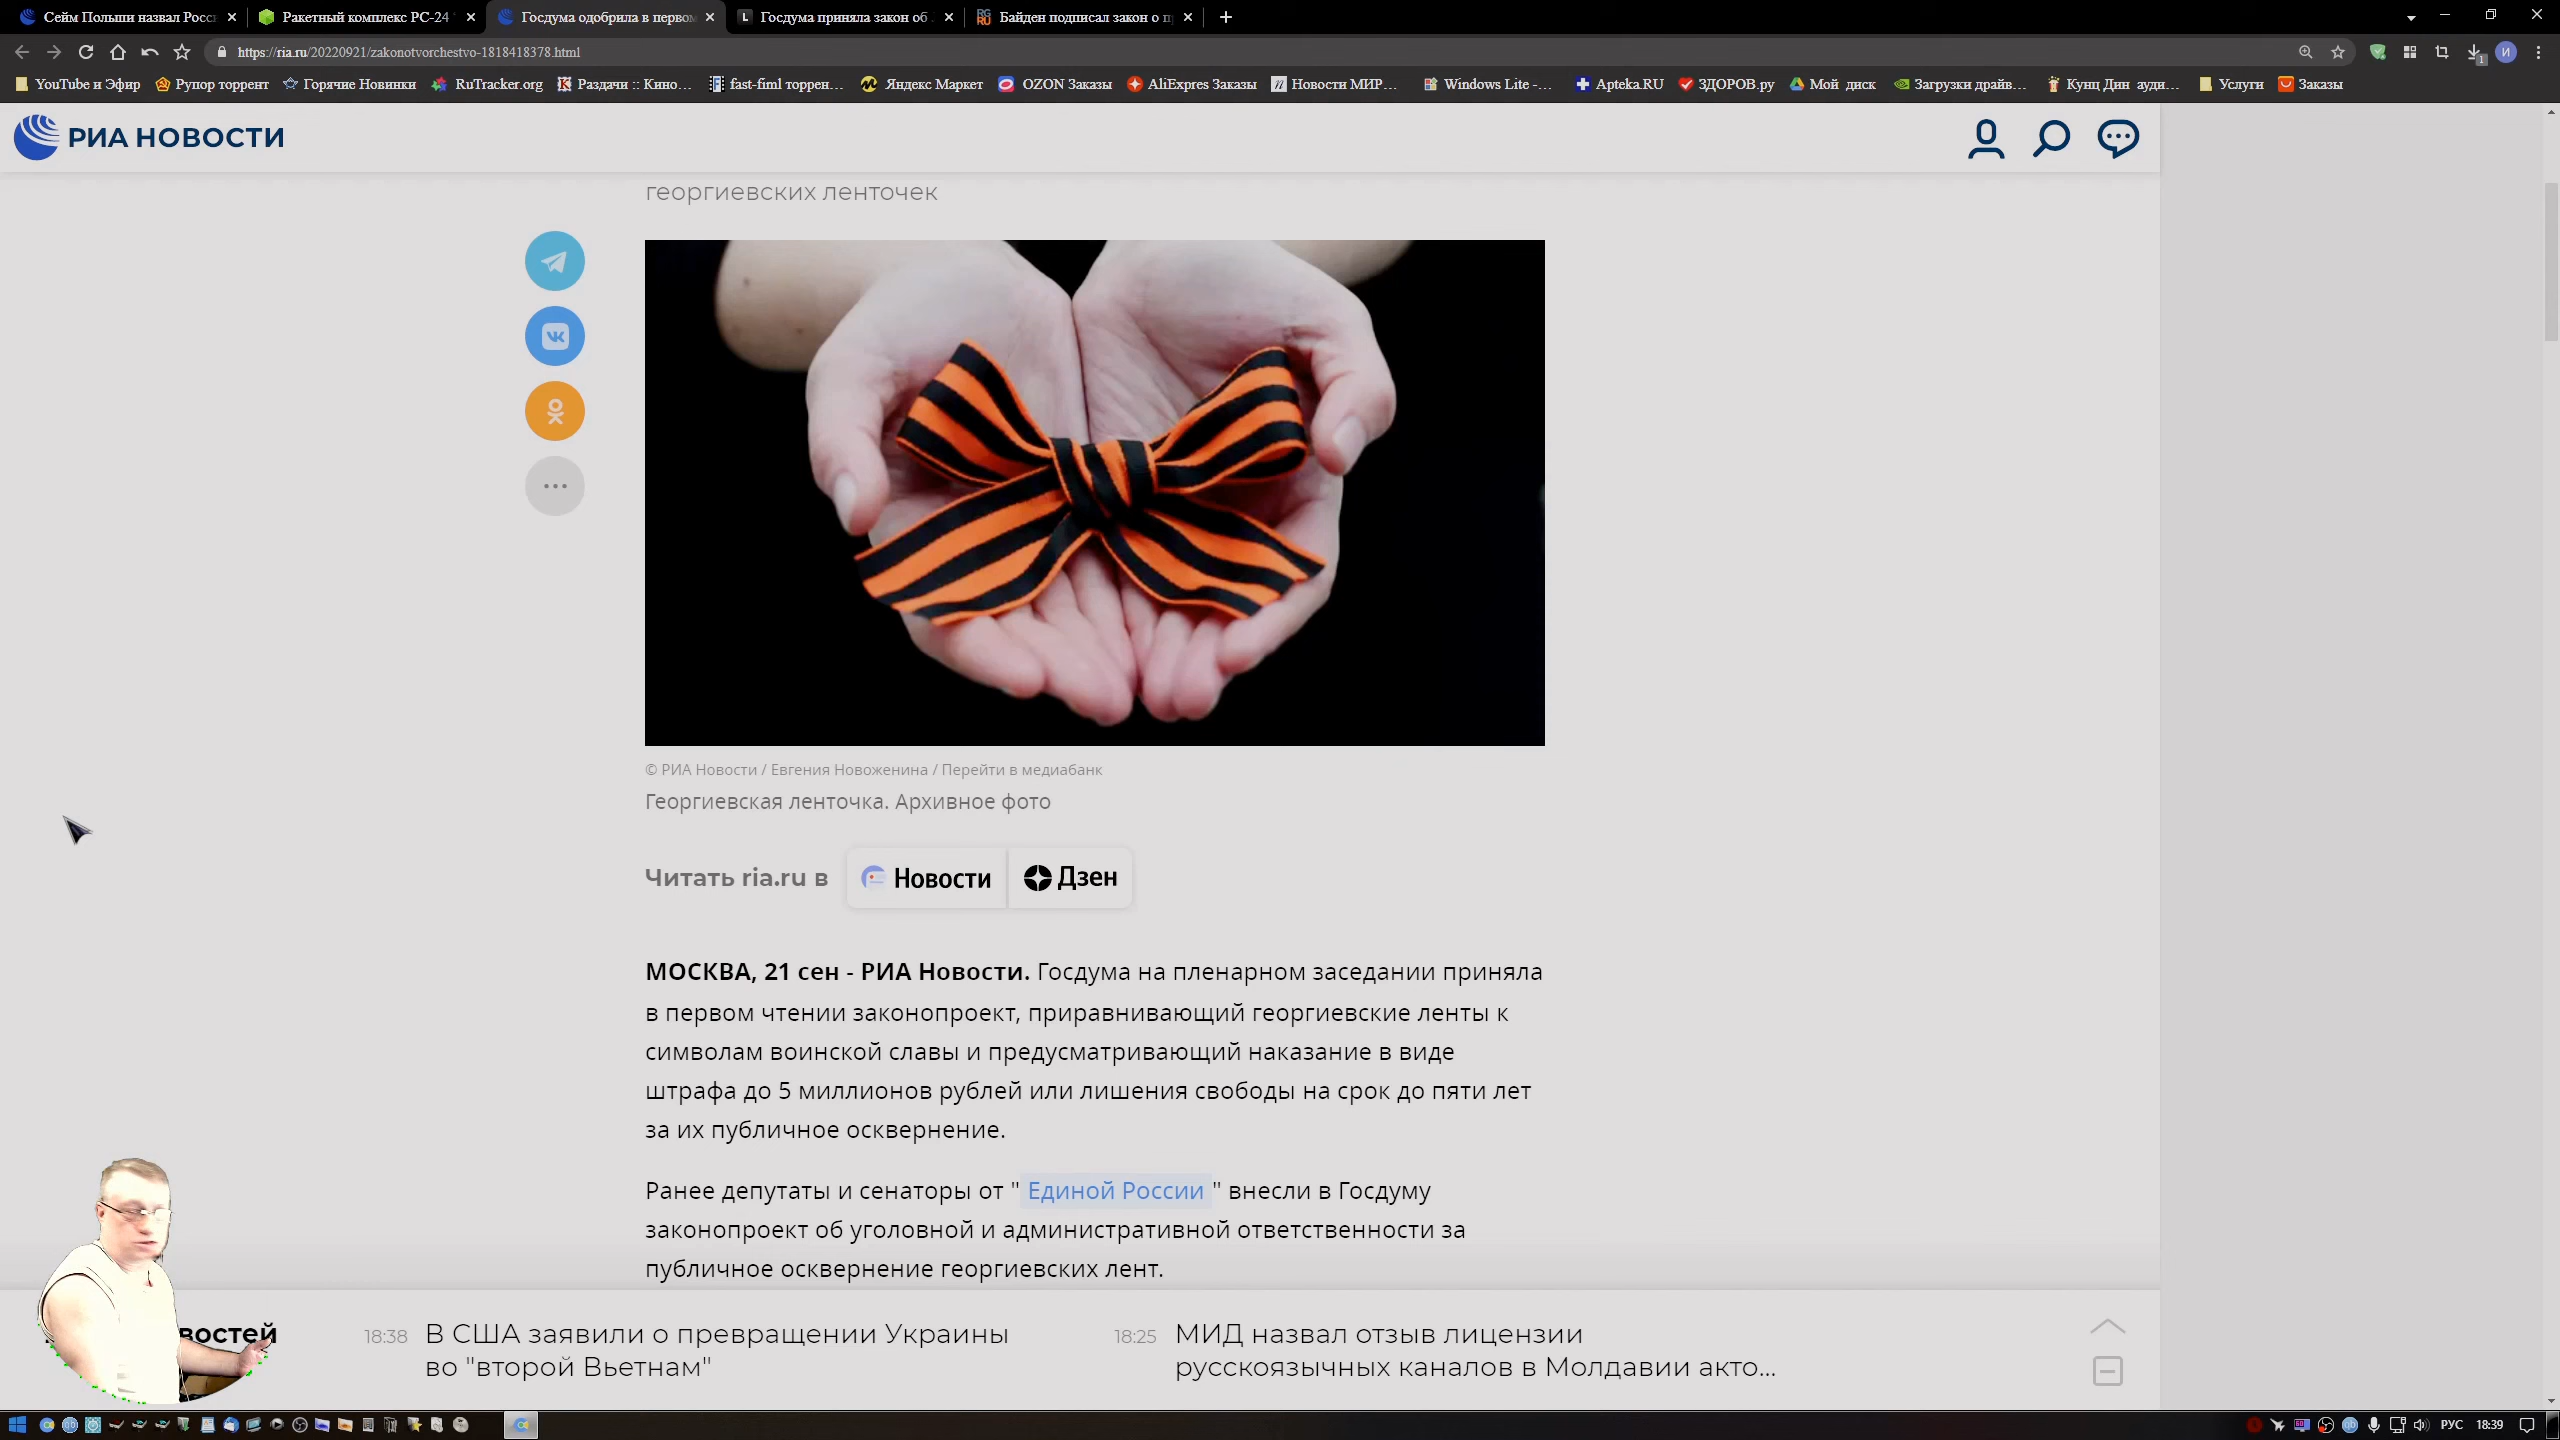 Сейм Польши назвал Росс
Ракетный комплекс РС-24
Госдума одобрила в первом
Госдума приняла закон об
Байден подписал закон о п
https://ria.ru/20220921/zakonotvorchestvo-1818418378.html
YouTube и Эфир
Рупор торрент
Горячие Новинки
RuTracker.org
Раздачи :: Кино...
fast-fiml торрен...
Яндекс Маркет
OZON Заказы
AliExpres Заказы
Новости МИР...
Windows Lite -...
Apteka.RU
ЗДОРОВ.ру
Мой диск
Загрузки драйв...
Кунц Дин ауди...
Услуги
Заказы
РИА НОВОСТИ
георгиевских ленточек
© РИА Новости / Евгения Новоженина / Перейти в медиабанк
Георгиевская ленточка. Архивное фото
Читать ria.ru в Новости Дзен
МОСКВА, 21 сен - РИА Новости. Госдума на пленарном заседании приняла
в первом чтении законопроект, приравнивающий георгиевские ленты к
символам воинской славы и предусматривающий наказание в виде
штрафа до 5 миллионов рублей или лишения свободы на срок до пяти лет
за их публичное осквернение.
Ранее депутаты и сенаторы от " Единой России " внесли в Госдуму
законопроект об уголовной и административной ответственности за
публичное осквернение георгиевских лент.
востей
18:38 В США заявили о превращении Украины
во "второй Вьетнам"
18:25 МИД назвал отзыв лицензии
русскоязычных каналов в Молдавии акто...
РУС 18:39